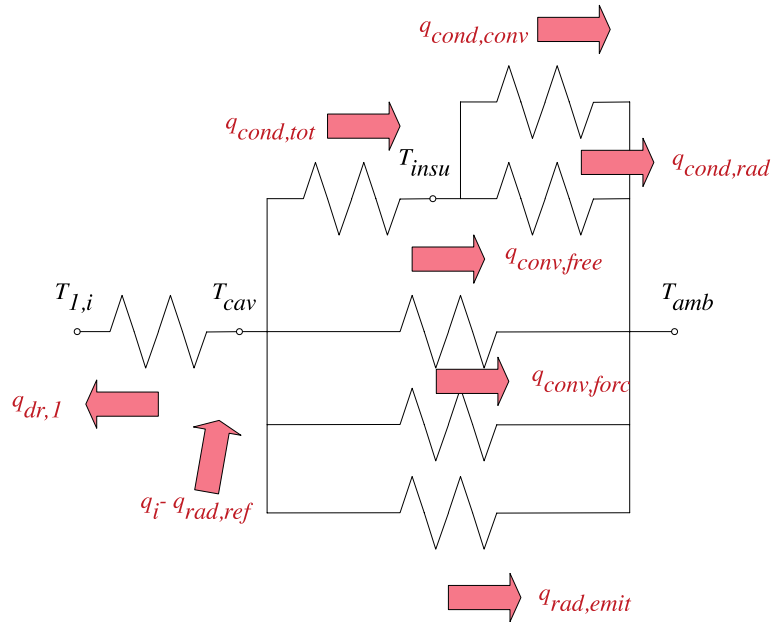 q_cond,conv
q_cond,tot
T_insu
q_cond,rad
q_conv,free
T_1,i
T_cav
T_amb
q_conv,forc
q_dr,1
q_i- q_rad,ref
q_rad,emit